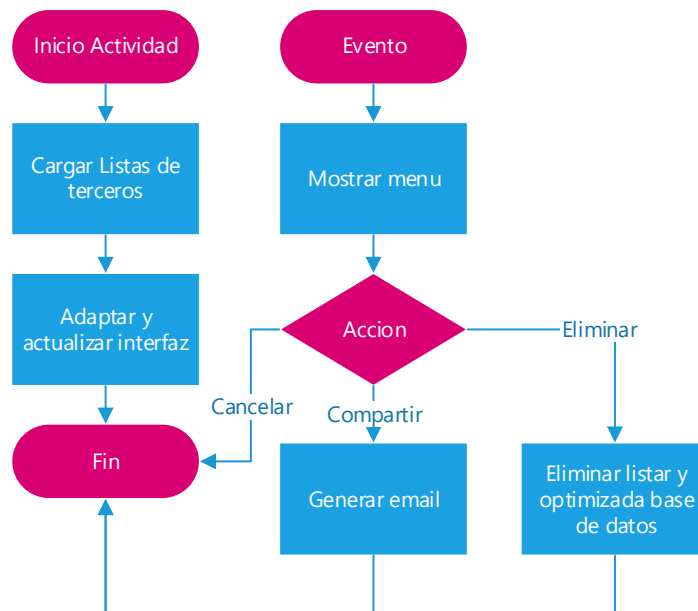 Inicio Actividad
Evento
Cargar Listas de
terceros
Mostrar menu
Adaptar y
actualizar interfaz
Accion
Eliminar
Cancelar
Compartir
Fin
Generar email
Eliminar listar y
optimizada base
de datos